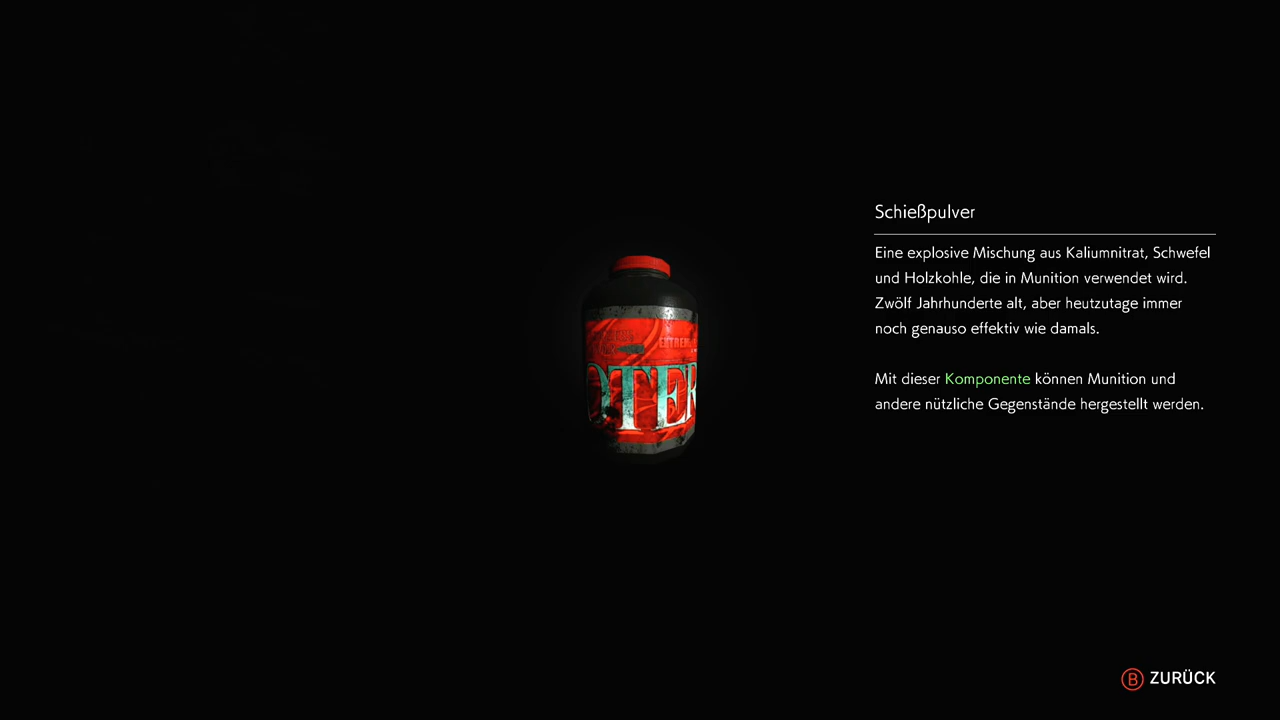 Schießpulver
Eine explosive Mischung aus Kaliumnitrat, Schwefel
und Holzkohle, die in Munition verwendet wird.
Zwölf Jahrhunderte alt, aber heutzutage immer
noch genauso effektiv wie damals.
Mit dieser Komponente können Munition und
andere nützliche Gegenstände hergestellt werden.
OTER
B ZURÜCK